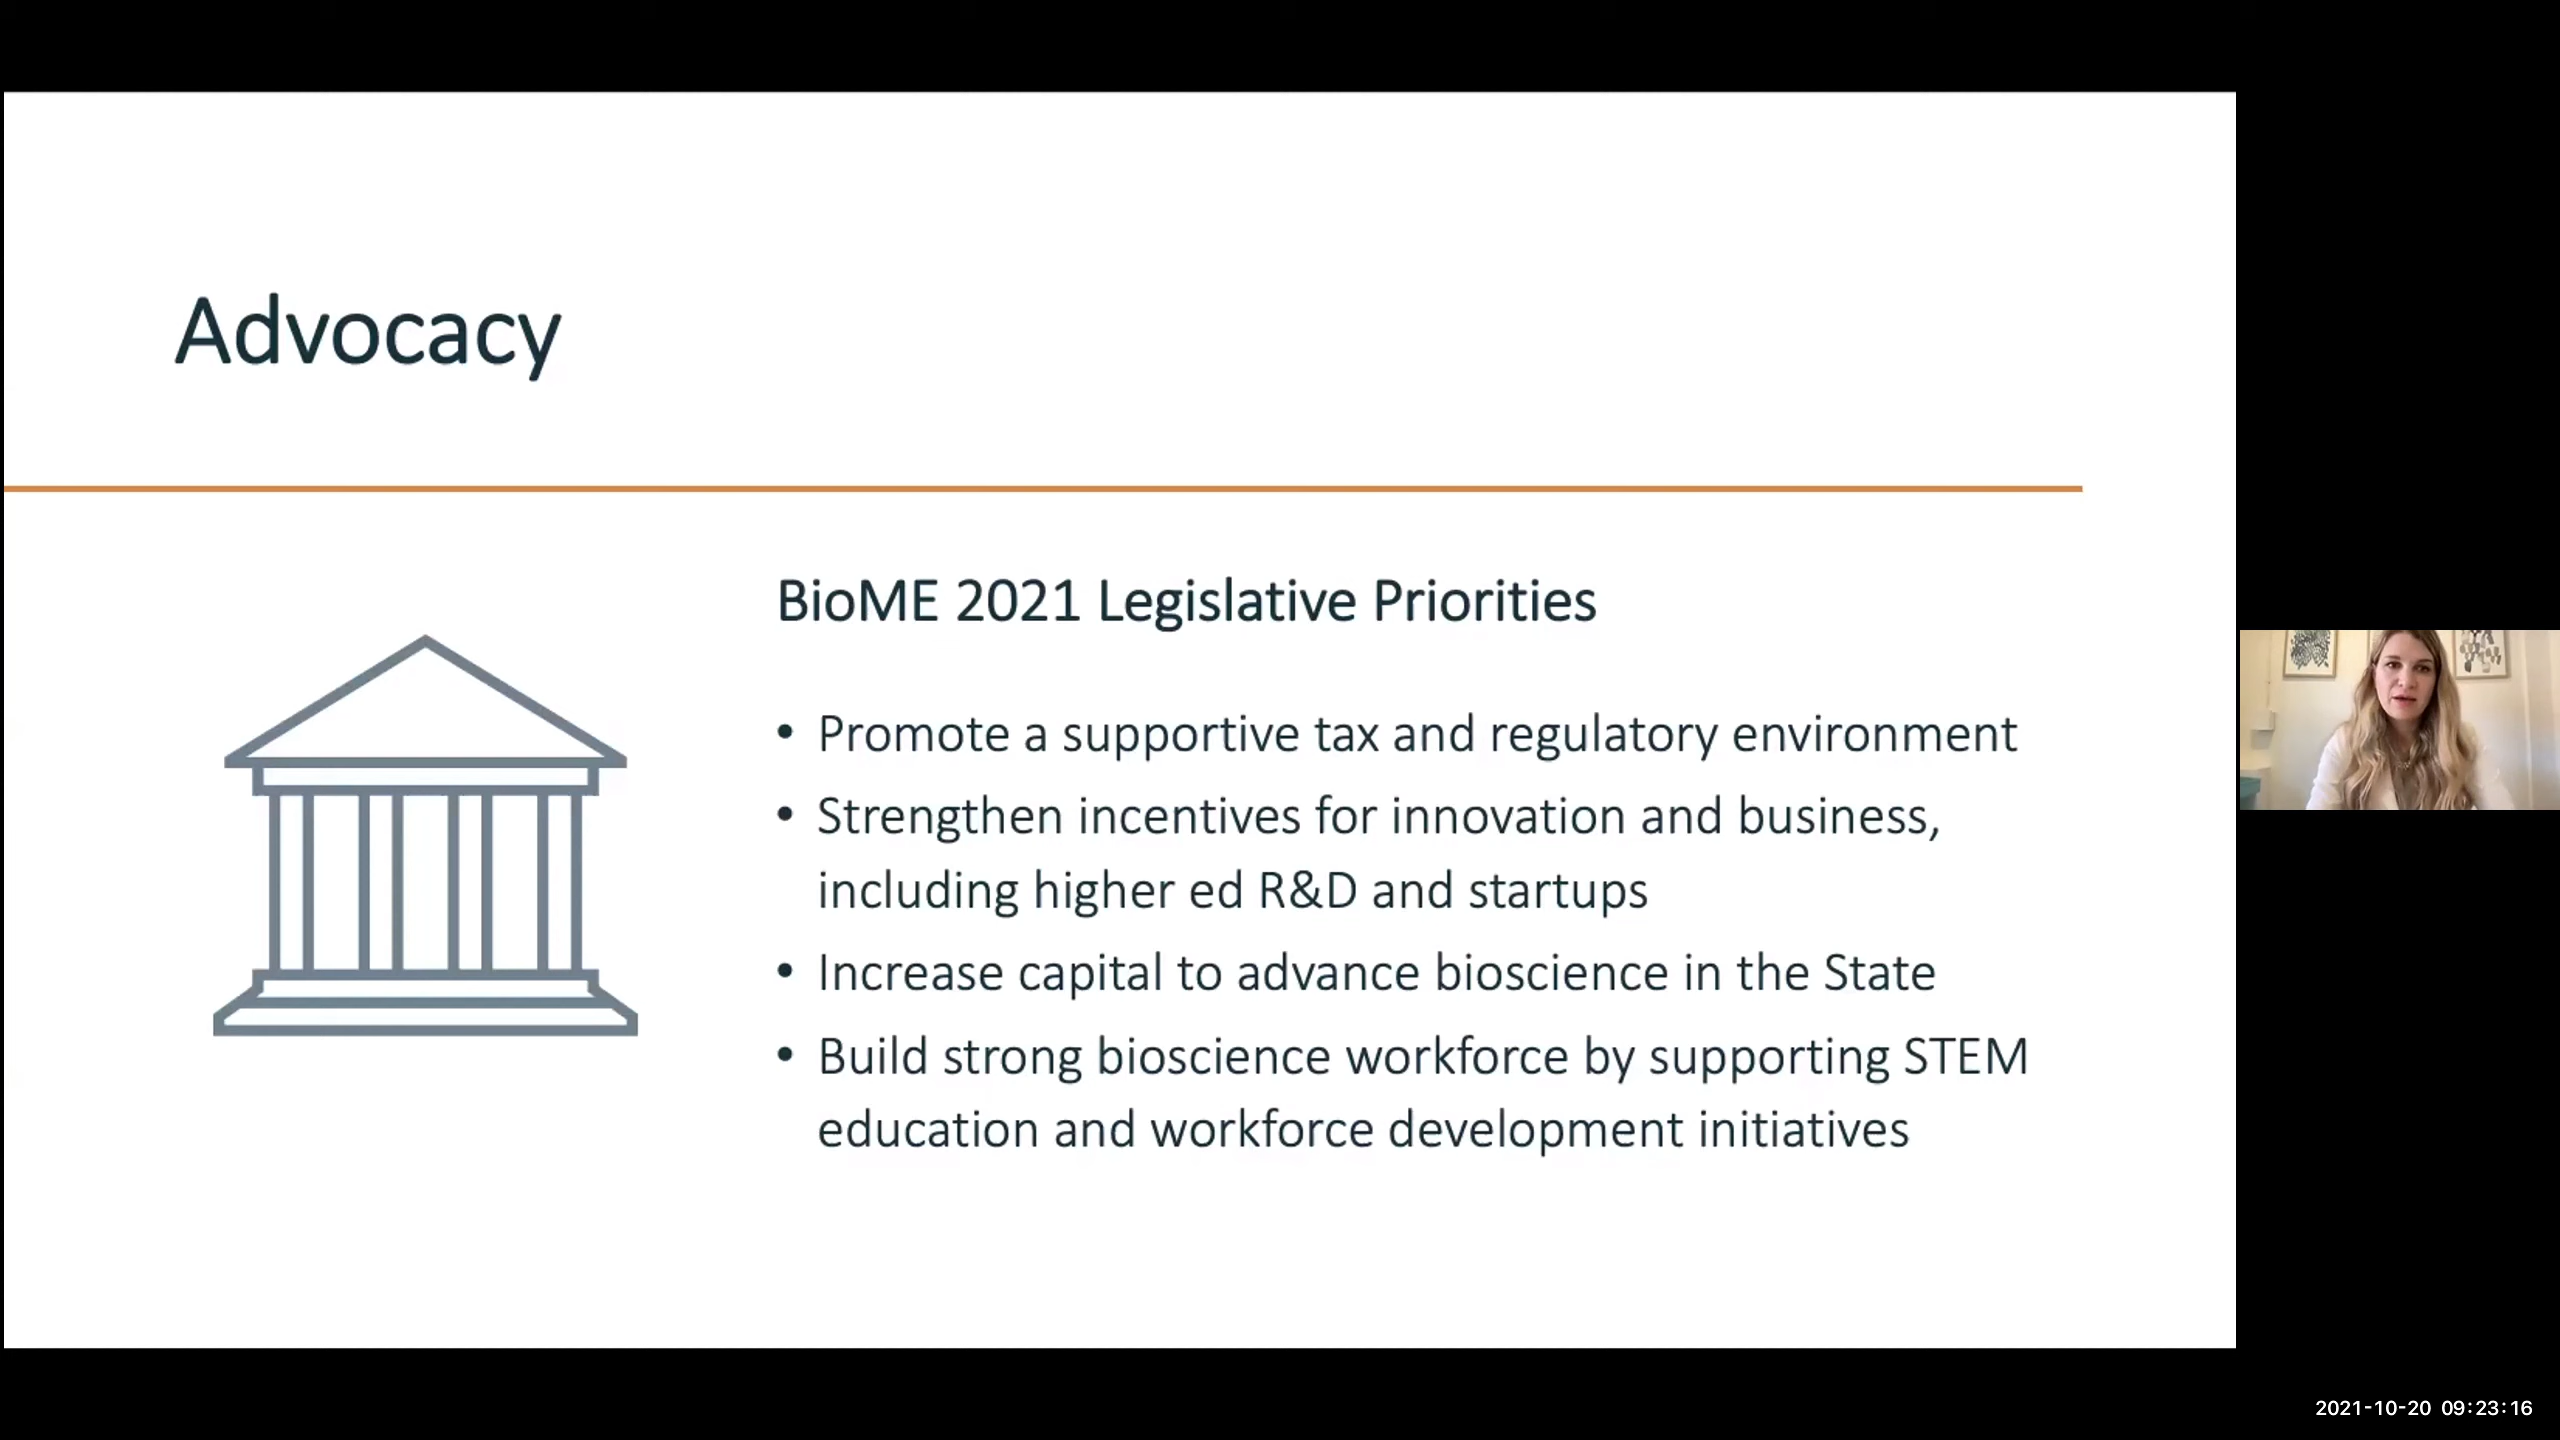 Advocacy
BioME 2021 Legislative Priorities
• Promote a supportive tax and regulatory environment
• Strengthen incentives for innovation and business,
including higher ed R&D and startups
• Increase capital to advance bioscience in the State
• Build strong bioscience workforce by supporting STEM
education and workforce development initiatives
2021-10-20 09:23:16